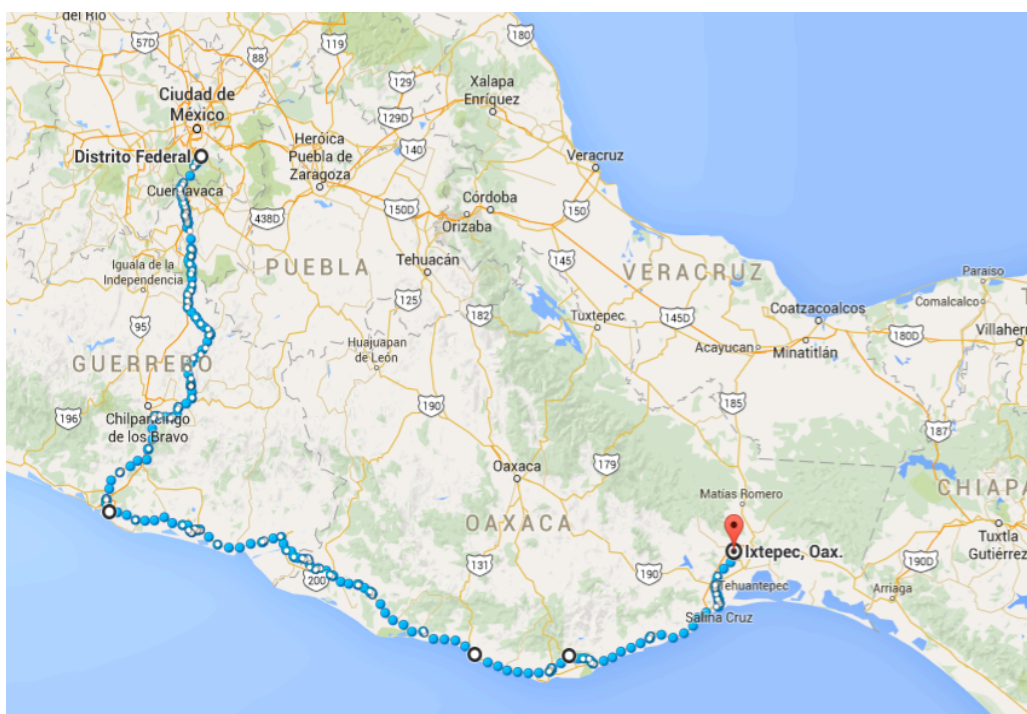 del Río
57D
119
180
88
129
Xalapa
Enríquez
Ciudad de
México
129D
Heróica
Puebla de
Zaragoza
140
Distrito Federal
Veracruz
Cuernavaca
Córdoba
438D
150D
150
Orizaba
Iguala de la
Independencia
PUEBLA
Tehuacán
145
VERACRUZ
Paraiso
Comalcalco
125
Coatzacoalcos
95
182
Tuxtepec
145D
180D
Villaherm
Huajuapan
de León
Acayucan
Minatitlán
GUERRERO
196
Chilpancingo
de los Bravo
190
185
187
Oaxaca
179
CHIAPA
Matías Romero
OAXACA
Tuxtla
Gutiérrez
Ixtepec, Oax.
131
190
190D
200
Tehuantepec
Arriaga
Salina Cruz